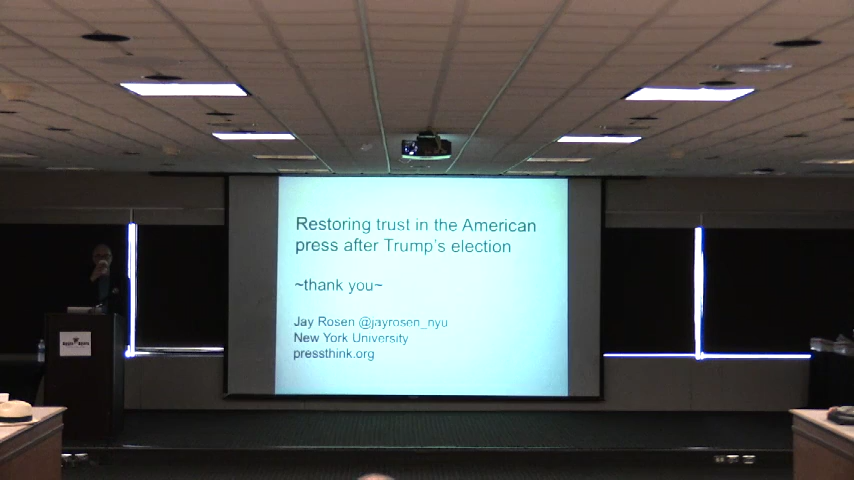 Restoring trust in the American
press after Trump's election
~thank you~
Jay Rosen @jayrosen_nyu
New York University
pressthink.org